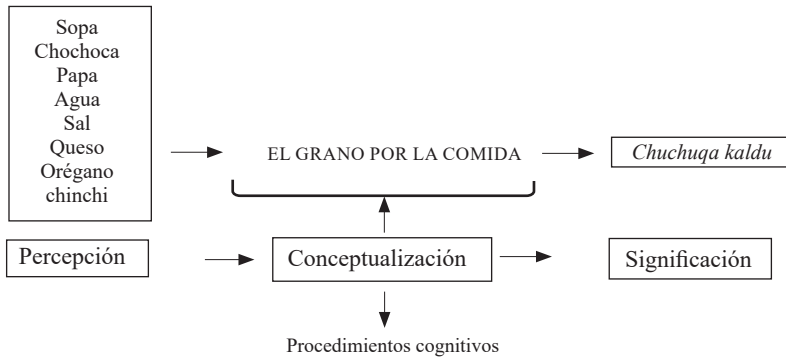 Sopa
Chochoca
Papa
Agua
Sal
Queso
Orégano
chinchi
EL GRANO POR LA COMIDA
Chuchuqa kaldu
Percepción
Conceptualización
Significación
Procedimientos cognitivos